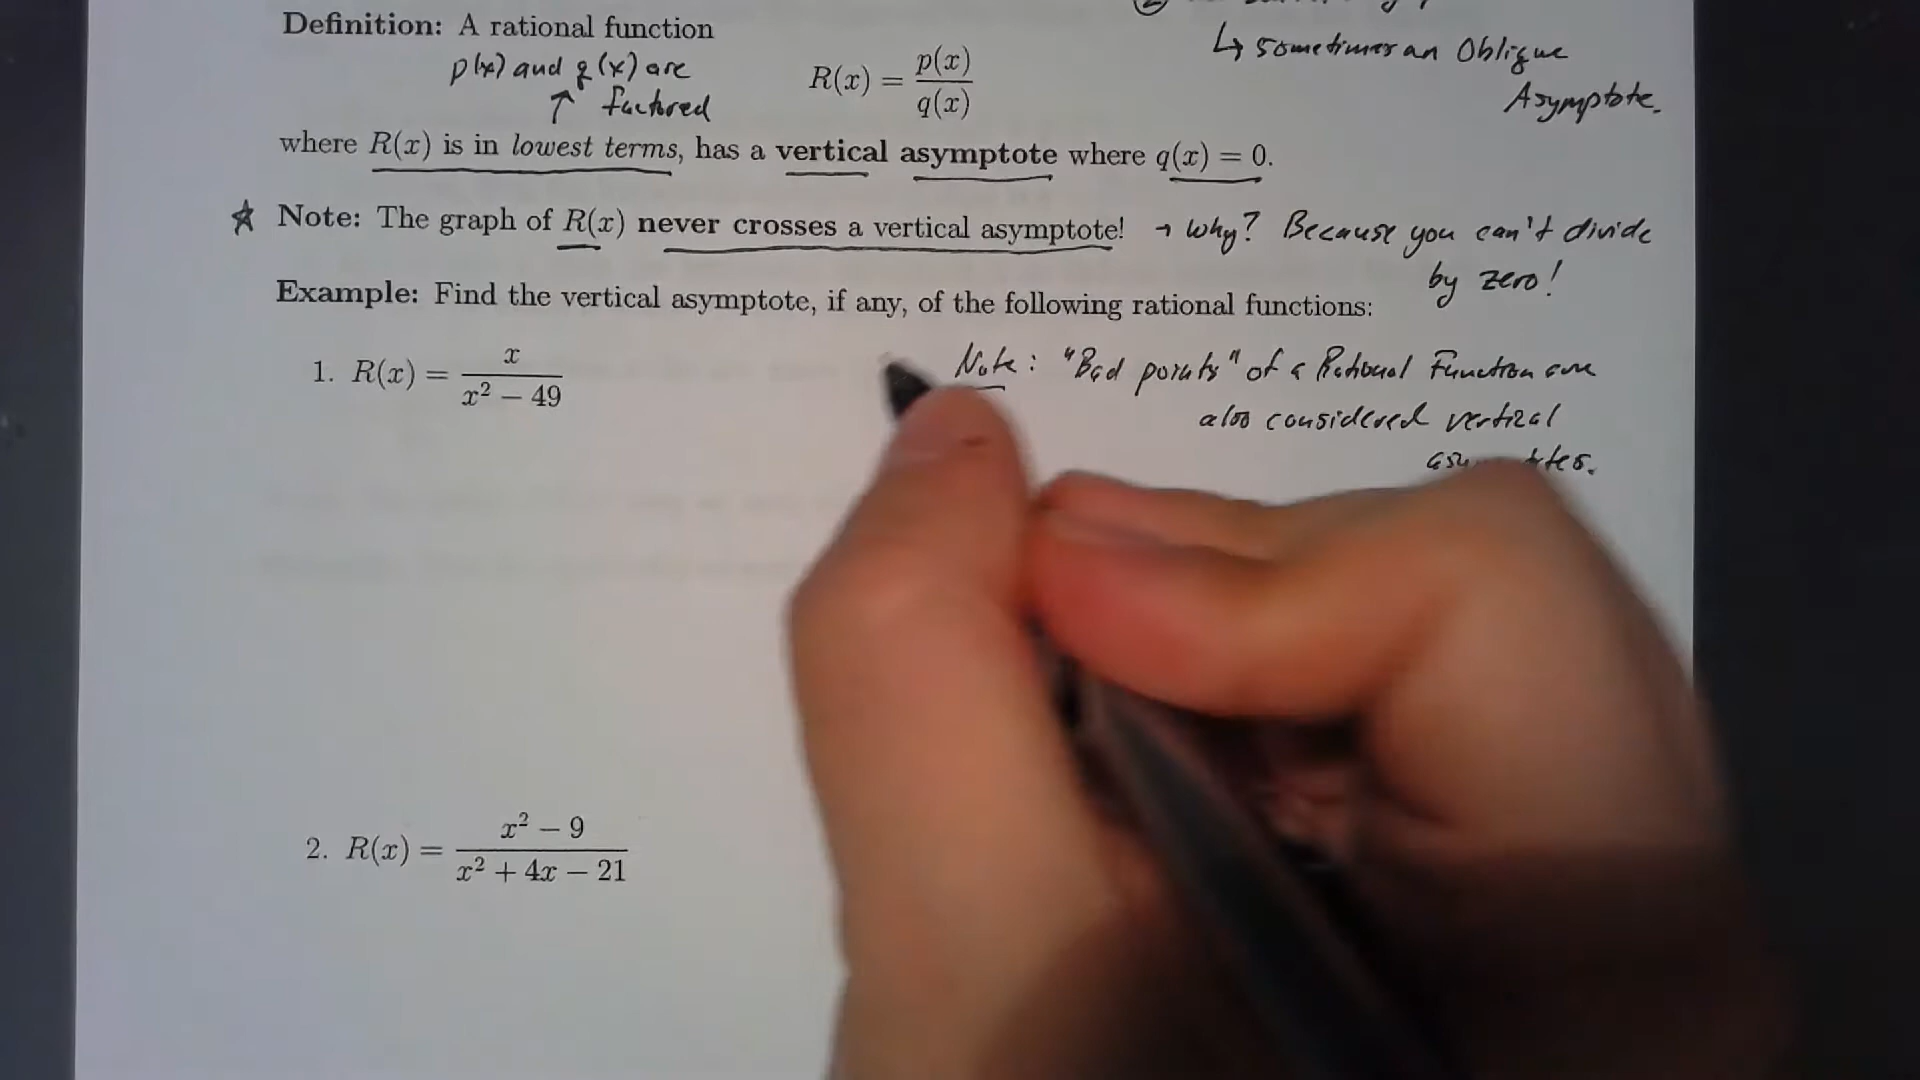 Definition: A rational function
p(x) and q(x) are
↑ factored
R(x) = p(x)/q(x)
↳ sometimes an Oblique
Asymptote.
where R(x) is in lowest terms, has a vertical asymptote where q(x) = 0.
☆ Note: The graph of R(x) never crosses a vertical asymptote! → Why? Because you can't divide
by zero!
Example: Find the vertical asymptote, if any, of the following rational functions:
1. R(x) = x/(x² − 49)
Note: "Bad points" of a Rational Function are
also considered vertical
2. R(x) = (x² − 9)/(x² + 4x − 21)